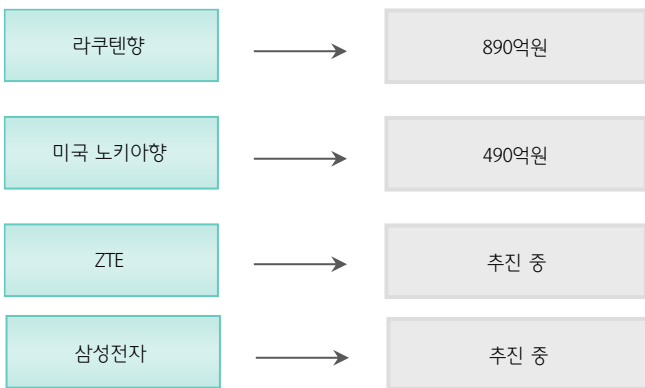 라쿠텐향
890억원
미국 노키아향
490억원
ZTE
추진 중
삼성전자
추진 중